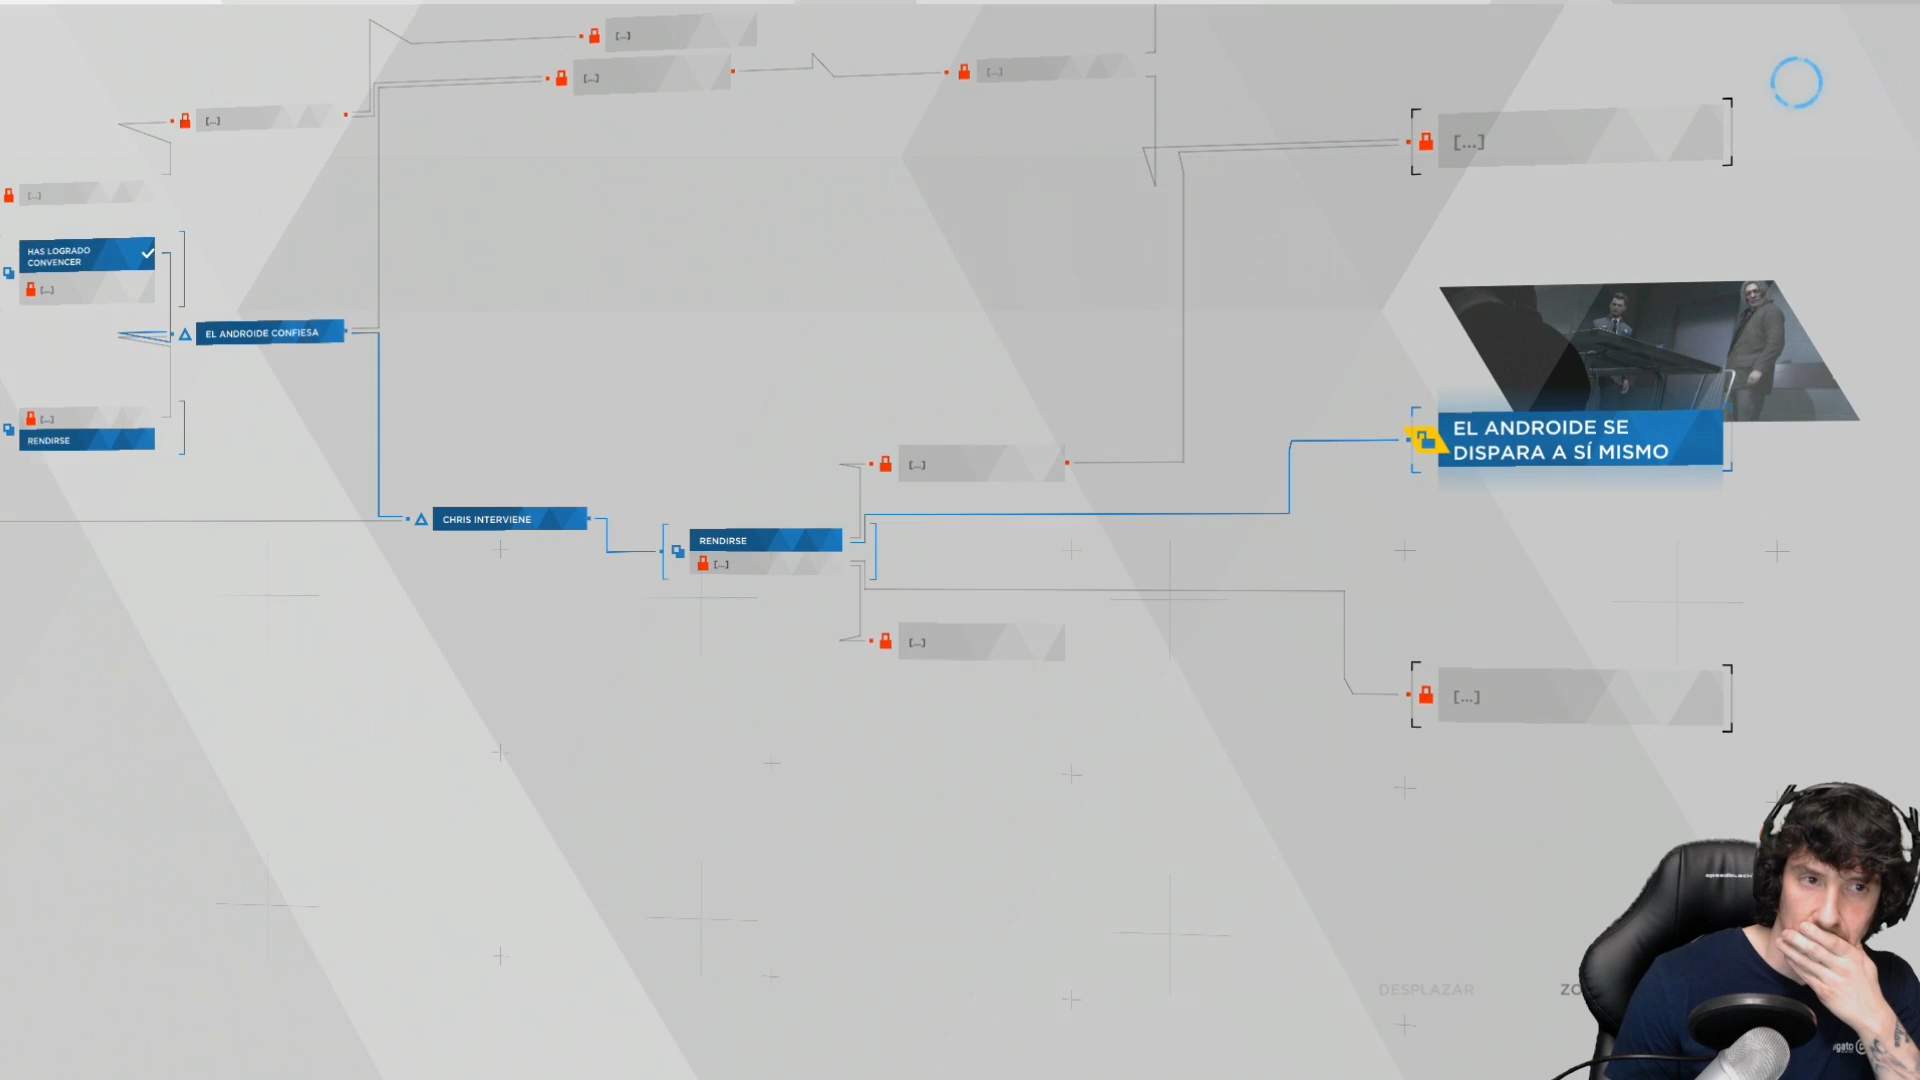 [...]
[...]
[...]
[...]
[...]
[...]
HAS LOGRADO
CONVENCER
[...]
EL ANDROIDE CONFIESA
[...]
RENDIRSE
EL ANDROIDE SE
DISPARA A SÍ MISMO
[...]
CHRIS INTERVIENE
RENDIRSE
[...]
[...]
[...]
DESPLAZAR